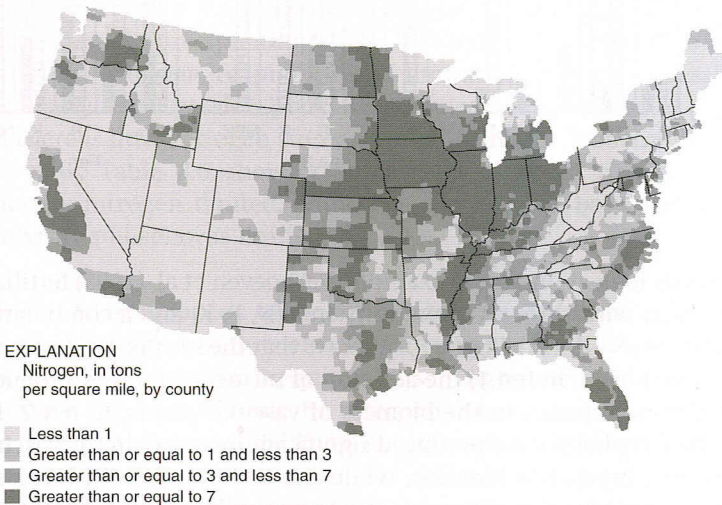 EXPLANATION
Nitrogen, in tons
per square mile, by county
Less than 1
Greater than or equal to 1 and less than 3
Greater than or equal to 3 and less than 7
Greater than or equal to 7